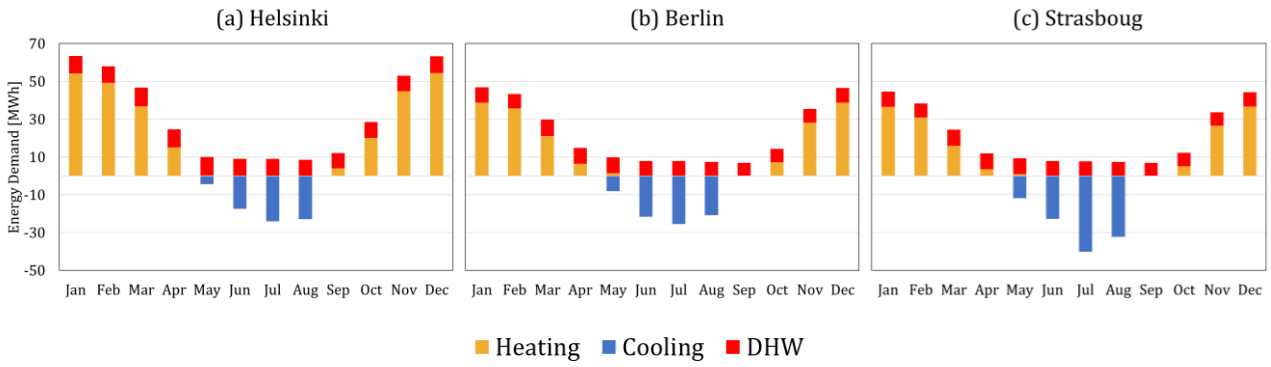 (a) Helsinki (b) Berlin (c) Strasboug
Energy Demand [MWh]
70
50
30
10
-10
-30
-50
Jan Feb Mar Apr May Jun Jul Aug Sep Oct Nov Dec Jan Feb Mar Apr May Jun Jul Aug Sep Oct Nov Dec Jan Feb Mar Apr May Jun Jul Aug Sep Oct Nov Dec
Heating Cooling DHW